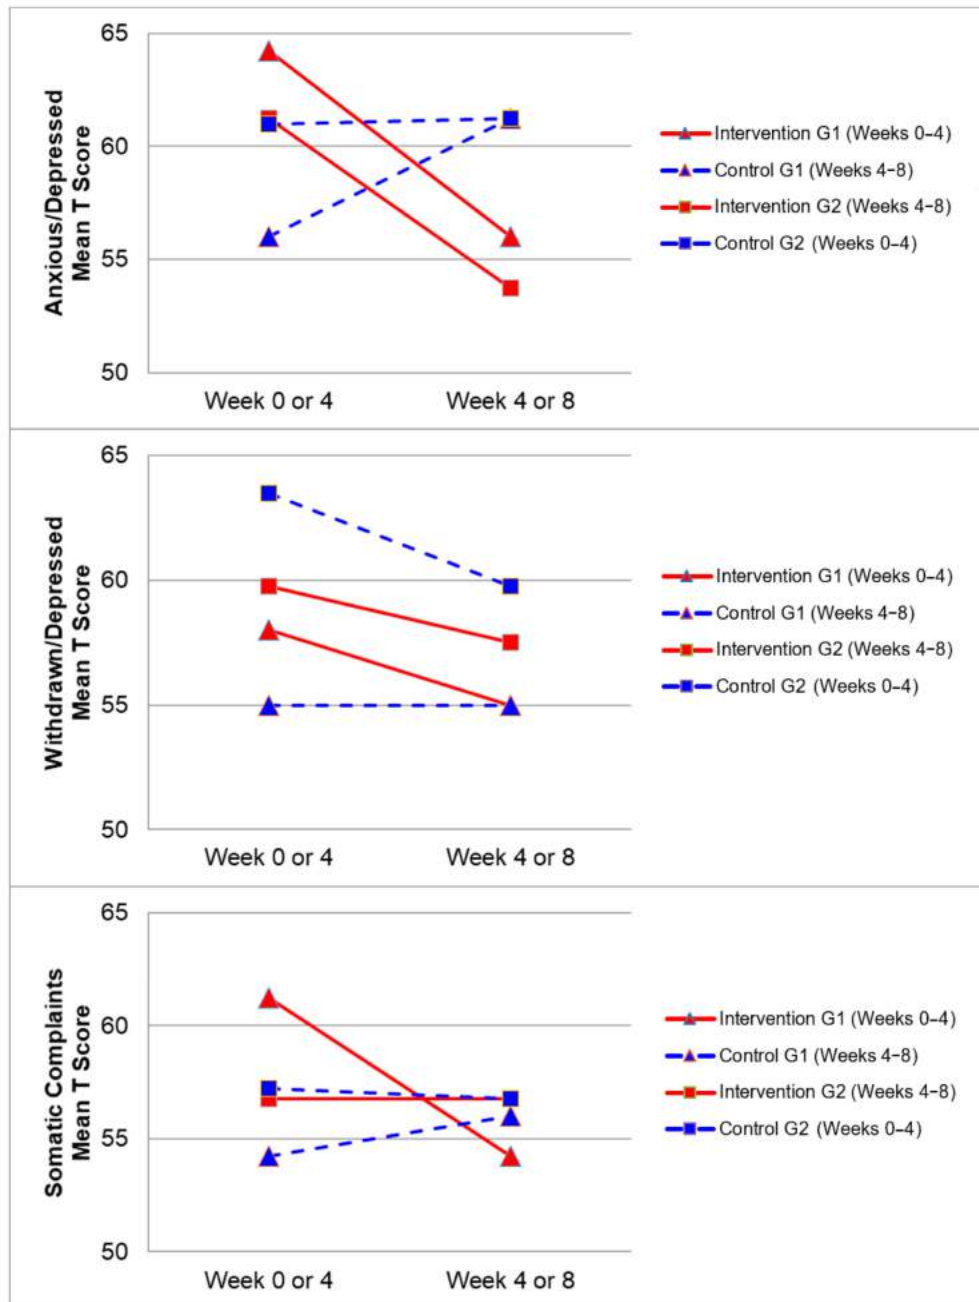 65
60
55
50
Anxious/Depressed
Mean T Score
Week 0 or 4
Week 4 or 8
Intervention G1 (Weeks 0–4)
Control G1 (Weeks 4–8)
Intervention G2 (Weeks 4–8)
Control G2 (Weeks 0–4)
65
60
55
50
Withdrawn/Depressed
Mean T Score
Week 0 or 4
Week 4 or 8
Intervention G1 (Weeks 0–4)
Control G1 (Weeks 4–8)
Intervention G2 (Weeks 4–8)
Control G2 (Weeks 0–4)
65
60
55
50
Somatic Complaints
Mean T Score
Week 0 or 4
Week 4 or 8
Intervention G1 (Weeks 0–4)
Control G1 (Weeks 4–8)
Intervention G2 (Weeks 4–8)
Control G2 (Weeks 0–4)